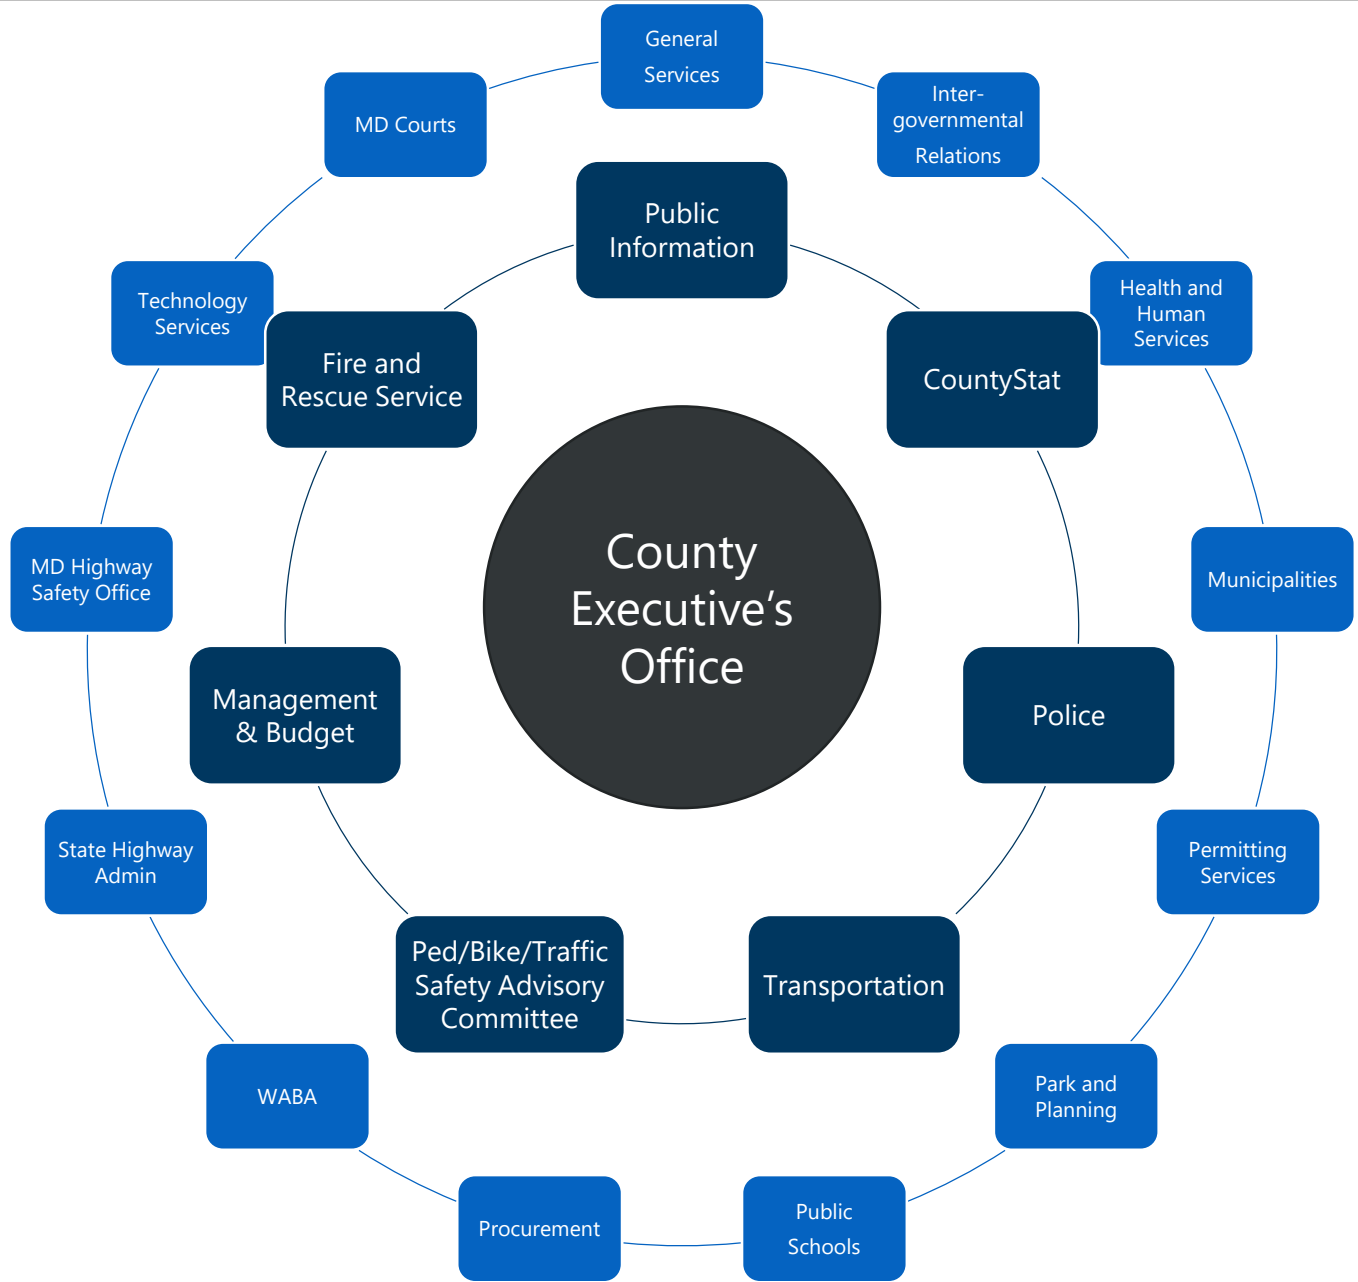 General
Services
MD Courts
Inter-
governmental
Relations
Public
Information
Technology
Services
Health and
Human
Services
Fire and
Rescue Service
CountyStat
County
Executive’s
Office
MD Highway
Safety Office
Municipalities
Management
& Budget
Police
State Highway
Admin
Permitting
Services
Ped/Bike/Traffic
Safety Advisory
Committee
Transportation
WABA
Park and
Planning
Procurement
Public
Schools